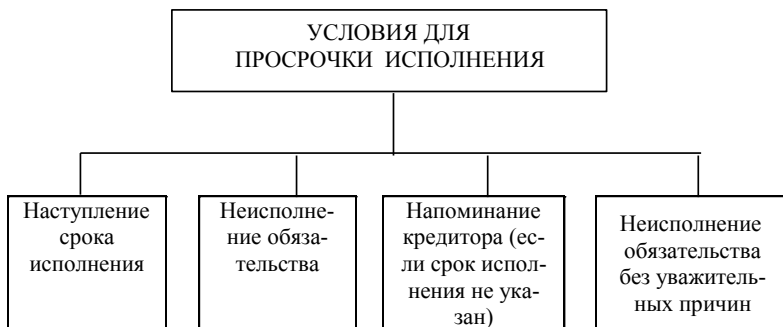 УСЛОВИЯ ДЛЯ
ПРОСРОЧКИ ИСПОЛНЕНИЯ
Наступление
срока
исполнения
Неисполне-
ние обяза-
тельства
Напоминание
кредитора (ес-
ли срок испол-
нения не ука-
зан)
Неисполнение
обязательства
без уважитель-
ных причин